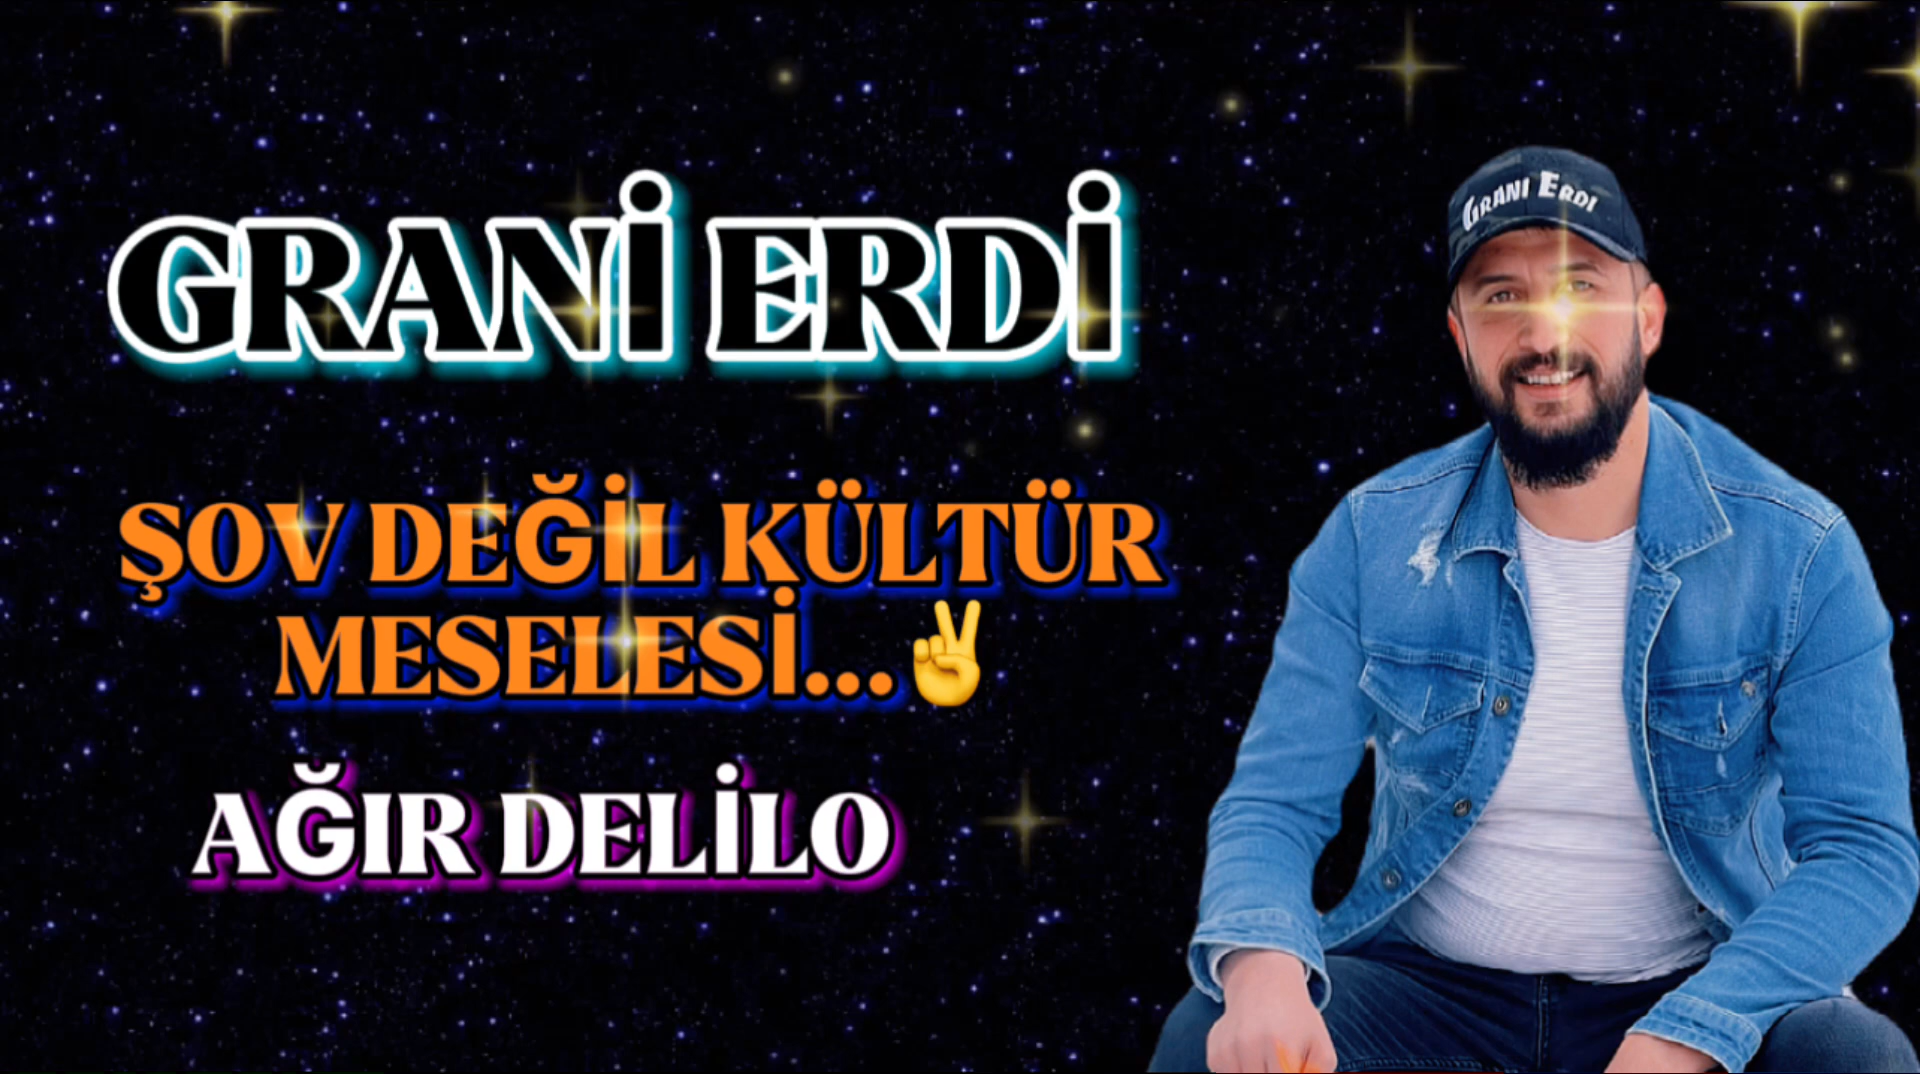 GRANİ ERDİ
GRANI ERDI
ŞOV DEĞİL KÜLTÜR
MESELESİ...✌️
AĞIR DELİLO